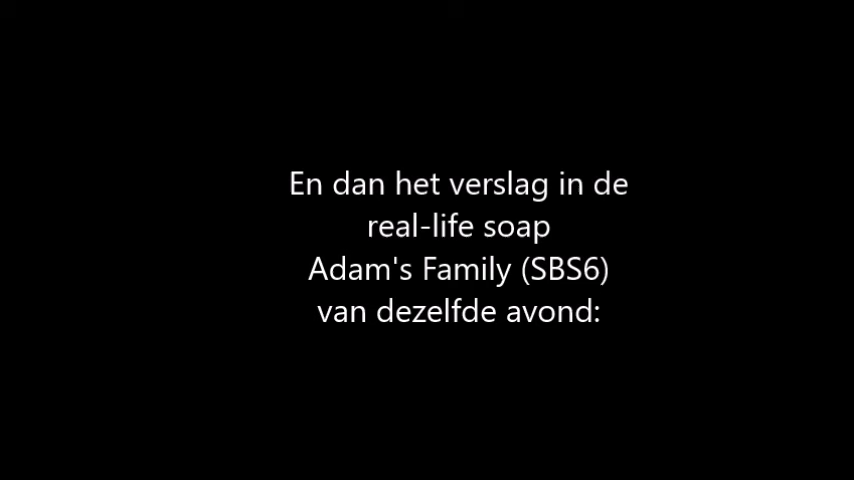 En dan het verslag in de
real-life soap
Adam's Family (SBS6)
van dezelfde avond: